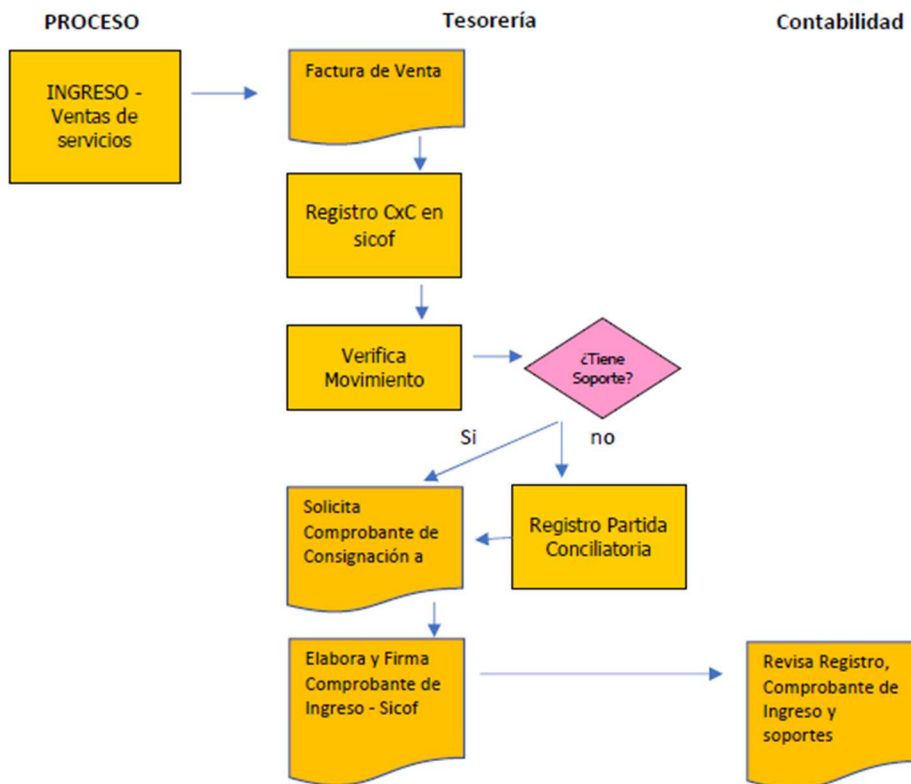 PROCESO
Tesorería
Contabilidad
INGRESO -
Ventas de
servicios
Factura de Venta
Registro CxC en
sicof
Verifica
Movimiento
¿Tiene
Soporte?
Si
no
Solicita
Comprobante de
Consignación a
Registro Partida
Conciliatoria
Elabora y Firma
Comprobante de
Ingreso - Sicof
Revisa Registro,
Comprobante de
Ingreso y
soportes